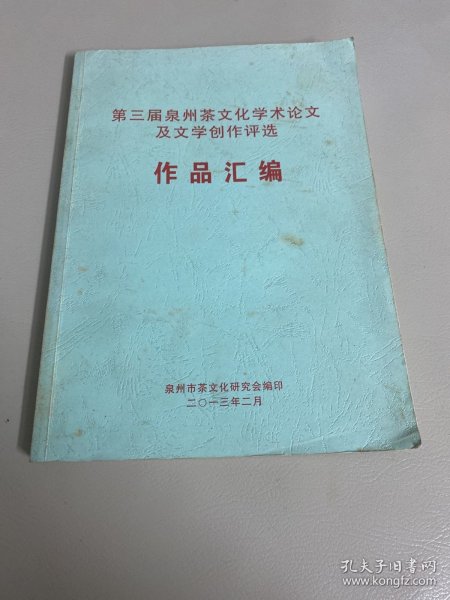 第三届泉州茶文化学术论文
及文学创作评选
作品汇编
泉州市茶文化研究会编印
二〇一三年二月
孔夫子旧书网
www.kongfz.com